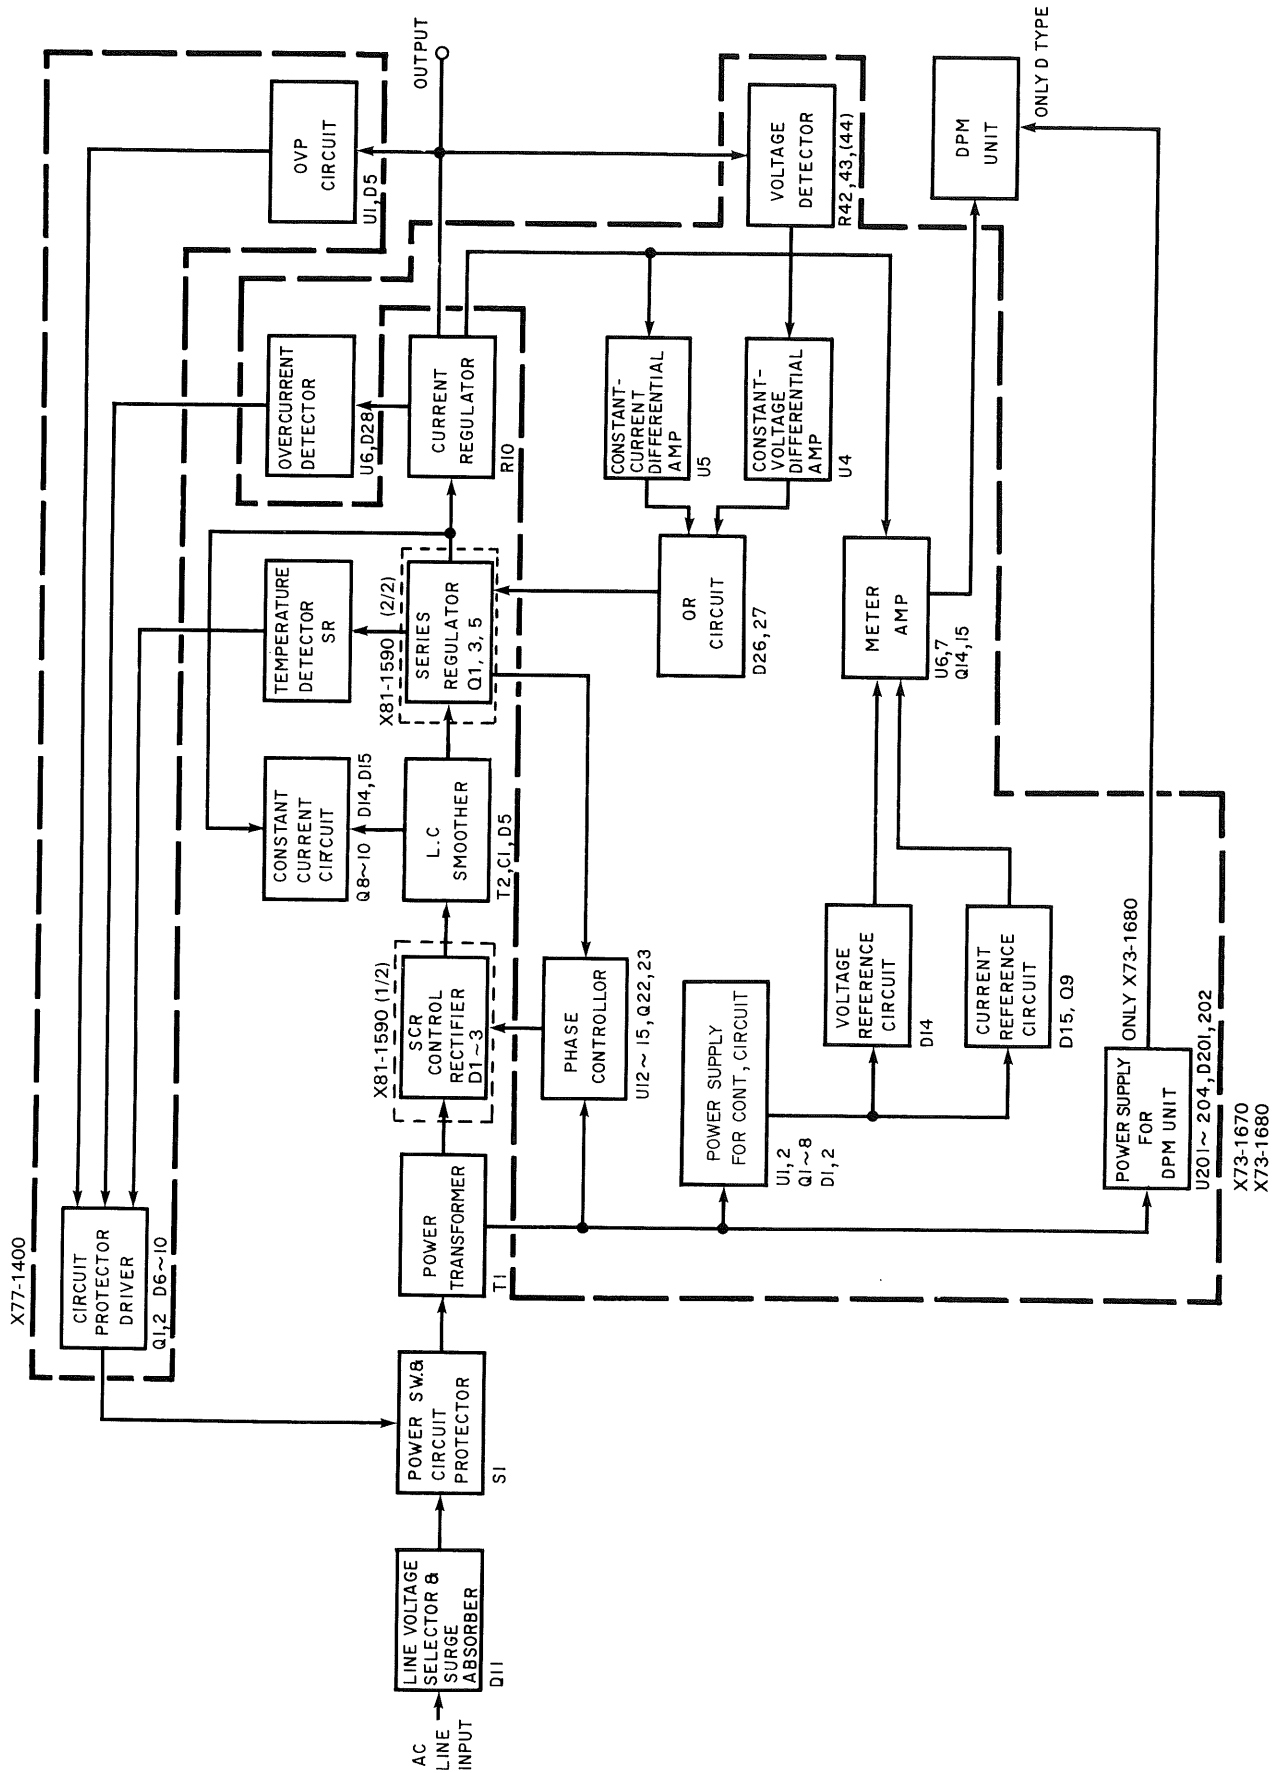 AC
LINE
INPUT
LINE VOLTAGE
SELECTOR &
SURGE
ABSORBER
D11
POWER SW.&
CIRCUIT
PROTECTOR
S1
POWER
TRANSFORMER
T1
X81-1590 (1/2)
SCR
CONTROL
RECTIFIER
D1~3
L.C
SMOOTHER
T2,C1,D5
X81-1590 (2/2)
SERIES
REGULATOR
Q1, 3, 5
CURRENT
REGULATOR
R10
OUTPUT
X77-1400
CIRCUIT
PROTECTOR
DRIVER
Q1,2 D6~10
CONSTANT
CURRENT
CIRCUIT
Q8~10 D14,D15
TEMPERATURE
DETECTOR
SR
OVERCURRENT
DETECTOR
U6,D28
OVP
CIRCUIT
U1,D5
PHASE
CONTROLLOR
U12~15,Q22,23
POWER SUPPLY
FOR CONT, CIRCUIT
U1,2
Q1~8
D1,2
OR
CIRCUIT
D26,27
CONSTANT-
CURRENT
DIFFERENTIAL
AMP
U5
CONSTANT-
VOLTAGE
DIFFERENTIAL
AMP
U4
VOLTAGE
DETECTOR
R42,43,(44)
VOLTAGE
REFERENCE
CIRCUIT
D14
CURRENT
REFERENCE
CIRCUIT
D15, Q9
METER
AMP
U6,7
Q14,15
DPM
UNIT
ONLY D TYPE
POWER SUPPLY
FOR
DPM UNIT
U201~204,D201,202
ONLY X73-1680
X73-1670
X73-1680